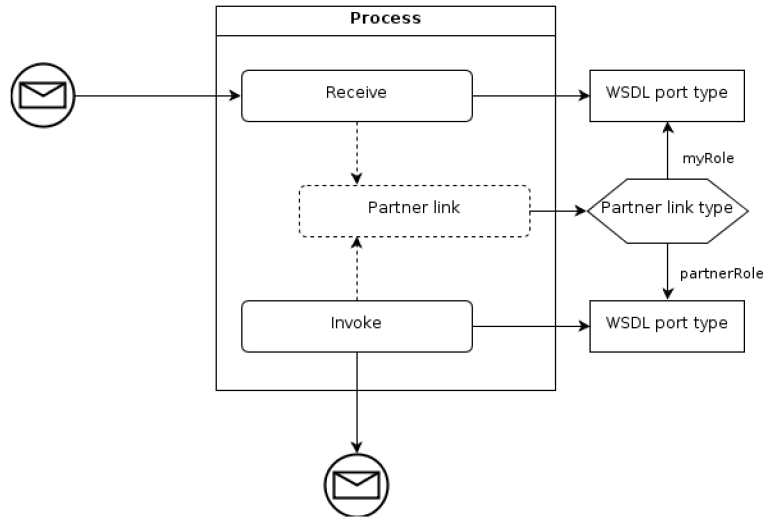 Process
Receive
WSDL port type
myRole
Partner link
Partner link type
partnerRole
Invoke
WSDL port type